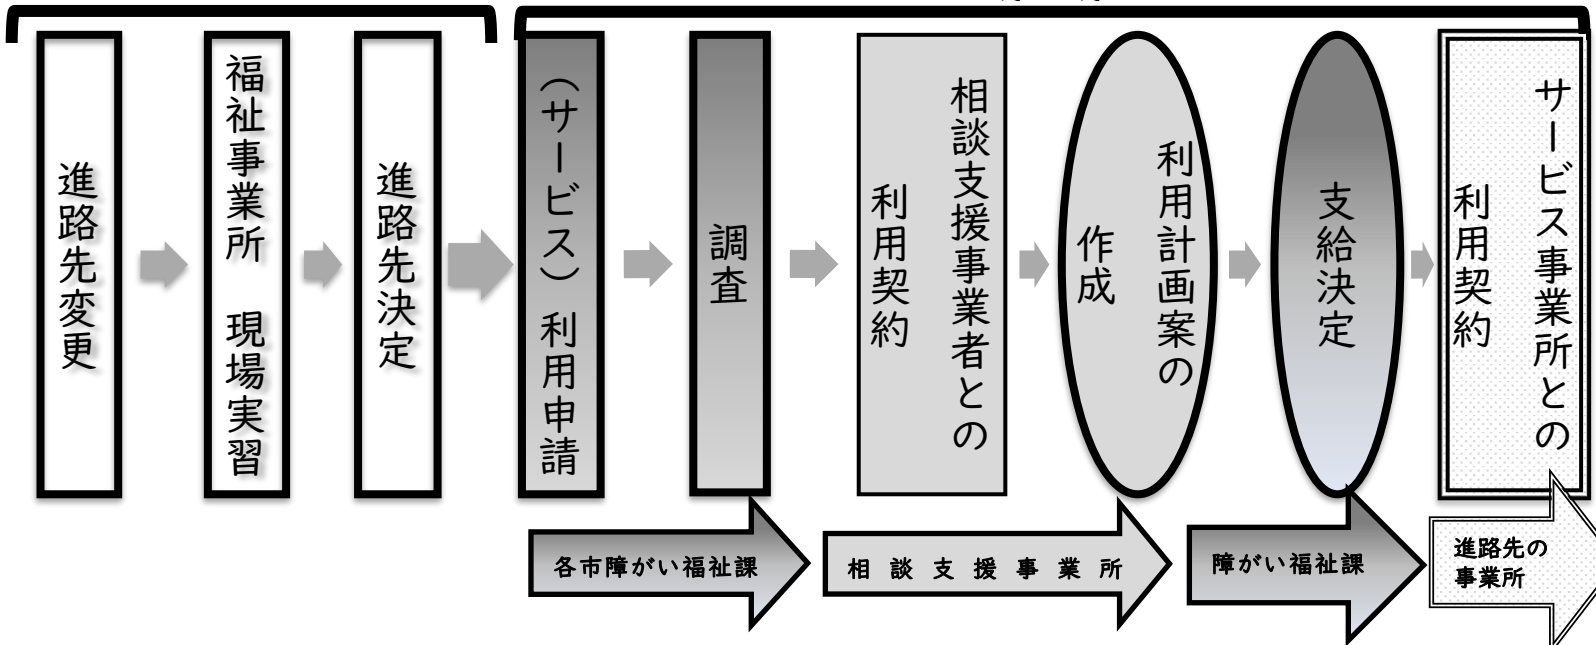 進路先変更
福祉事業所　現場実習
進路先決定
（サービス）利用申請
調査
相談支援事業者との
利用契約
利用計画案の
作成
支給決定
サービス事業所との
利用契約
各市障がい福祉課
相談支援事業所
障がい福祉課
進路先の
事業所